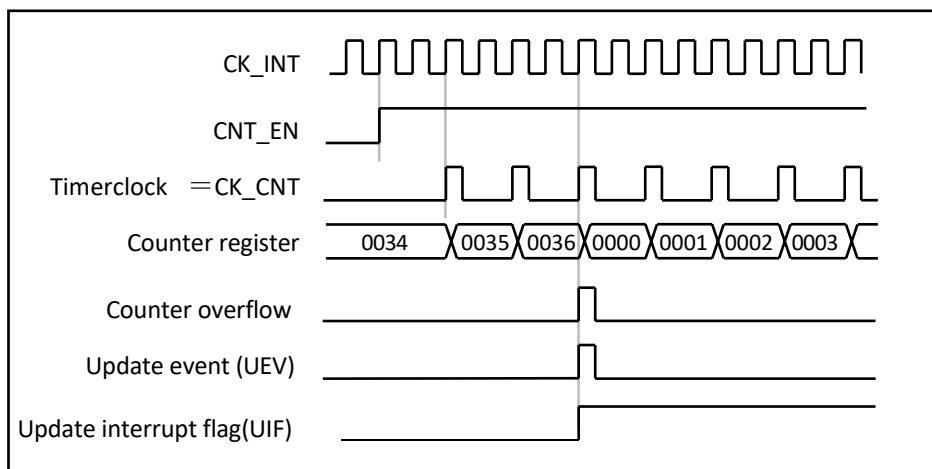 CK_INT
CNT_EN
Timerclock ＝CK_CNT
Counter register 0034 0035 0036 0000 0001 0002 0003
Counter overflow
Update event (UEV)
Update interrupt flag(UIF)